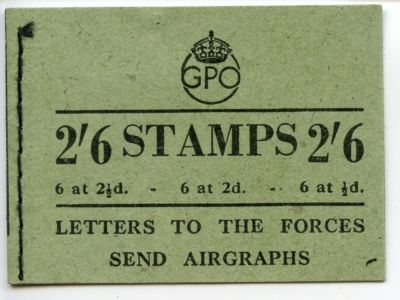 GPO
2/6 STAMPS 2/6
6 at 2½d. - 6 at 2d. - 6 at ½d.
LETTERS TO THE FORCES
SEND AIRGRAPHS